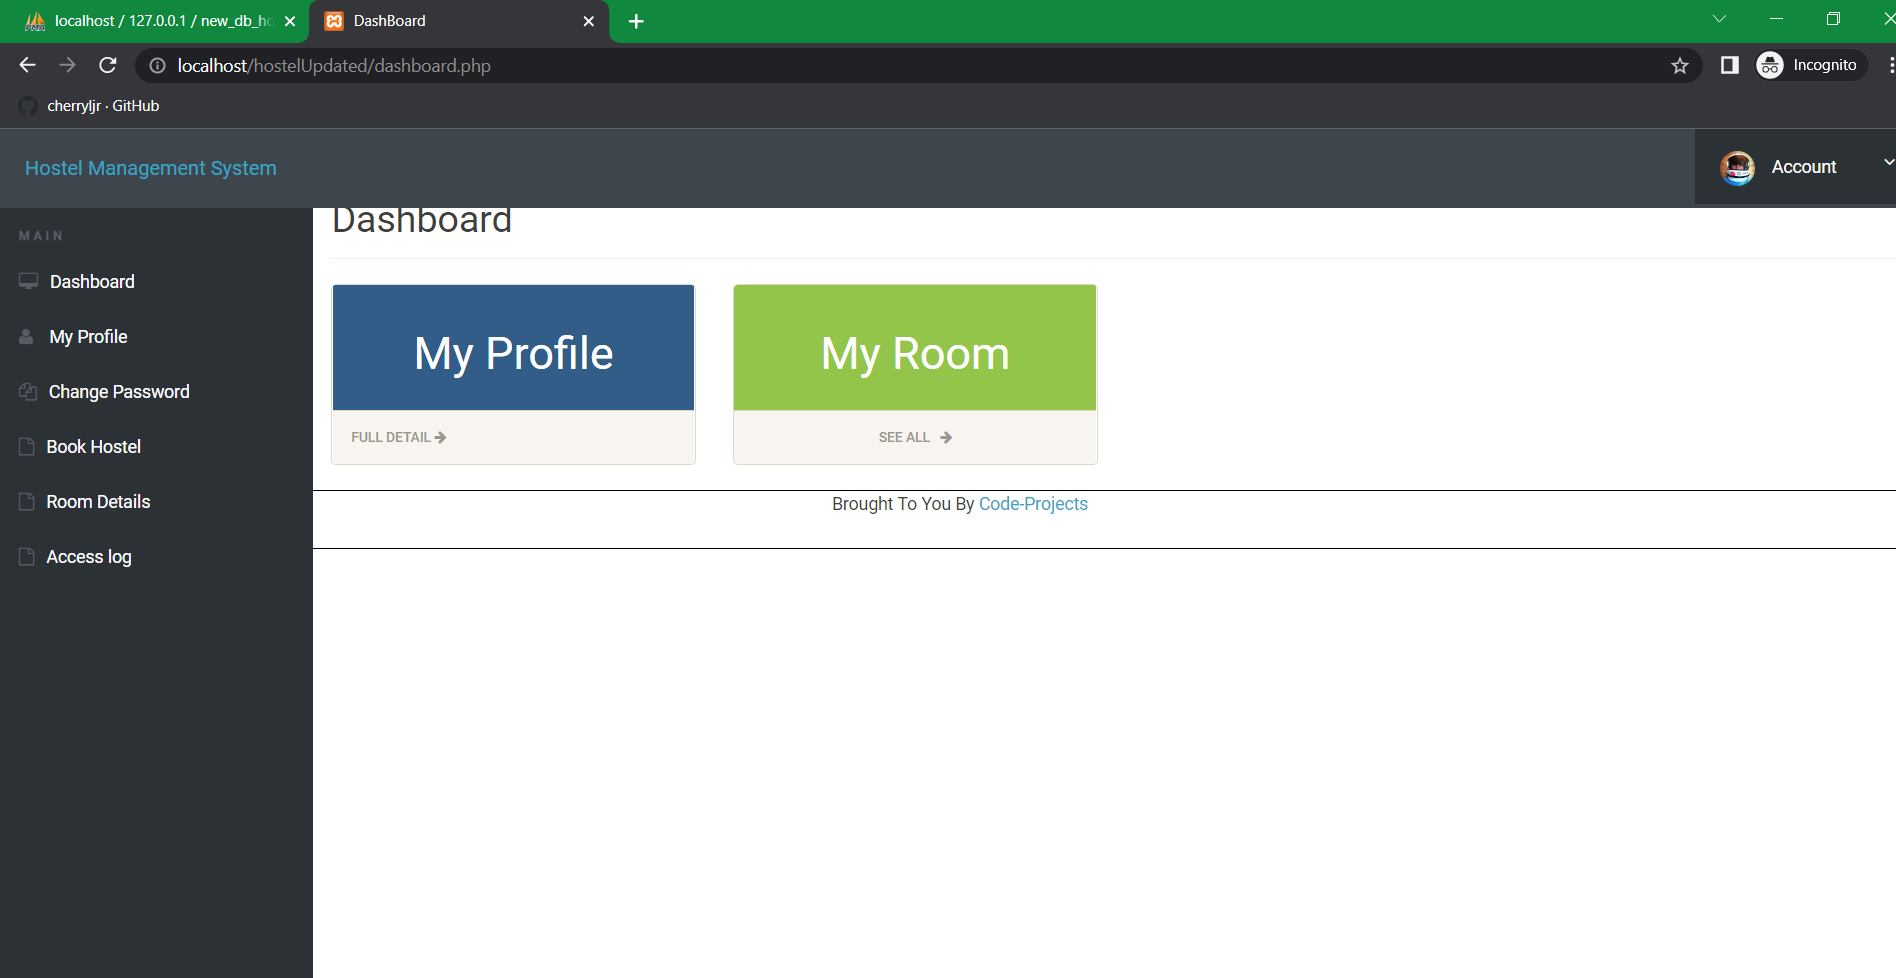 localhost / 127.0.0.1 / new_db_ho
DashBoard
localhost/hostelUpdated/dashboard.php
Incognito
cherryljr · GitHub
Hostel Management System
Account
MAIN
Dashboard
My Profile
Change Password
Book Hostel
Room Details
Access log
Dashboard
My Profile
FULL DETAIL
My Room
SEE ALL
Brought To You By Code-Projects